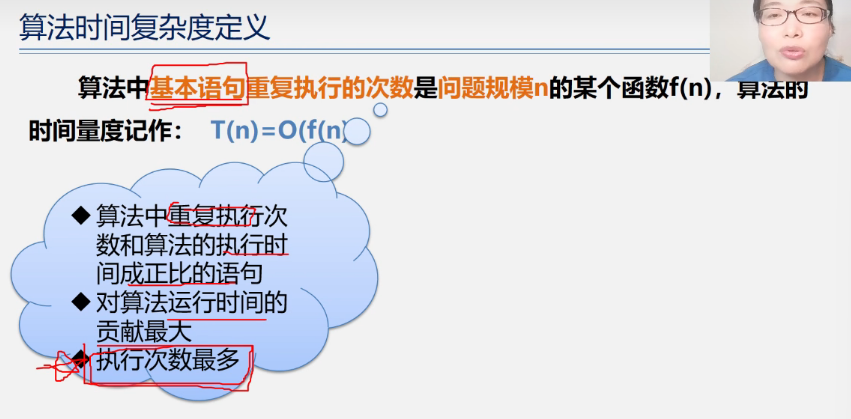 算法时间复杂度定义
算法中基本语句重复执行的次数是问题规模n的某个函数f(n)，算法的
时间量度记作： T(n)=O(f(n)
◆ 算法中重复执行次
数和算法的执行时
间成正比的语句
◆ 对算法运行时间的
贡献最大
◆ 执行次数最多